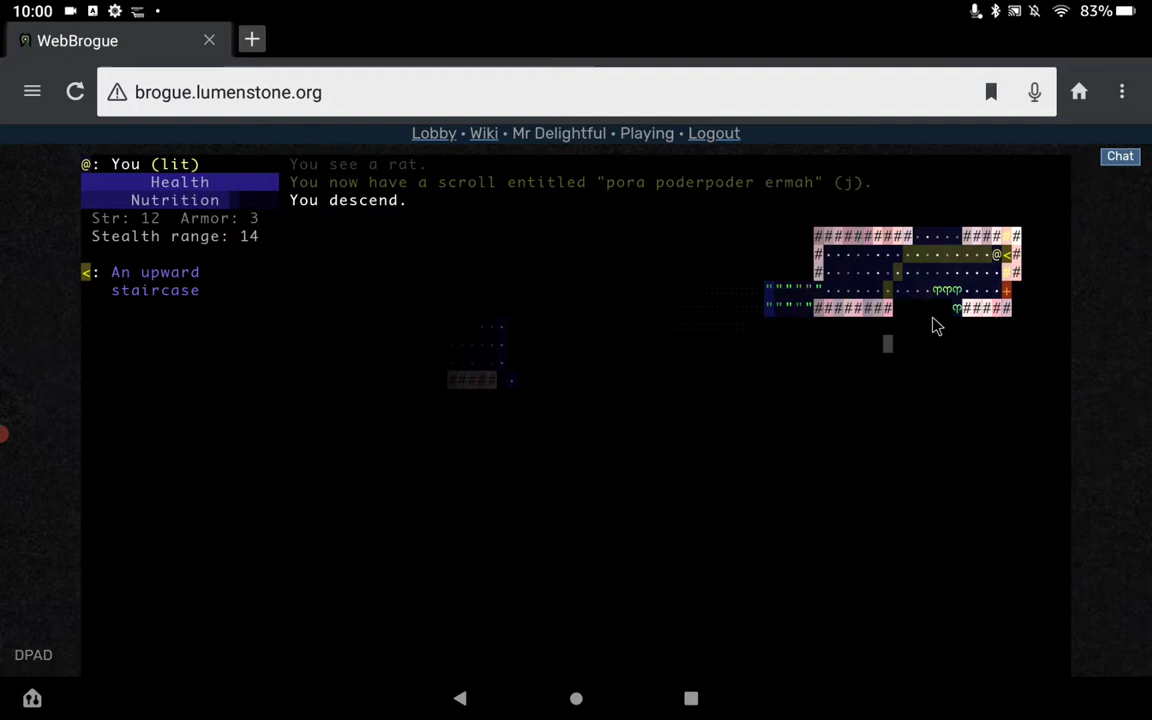 10:00
83%
WebBrogue
brogue.lumenstone.org
Lobby • Wiki • Mr Delightful • Playing • Logout
Chat
@: You (lit)
Health
Nutrition
Str: 12 Armor: 3
Stealth range: 14
<: An upward
staircase
You see a rat.
You now have a scroll entitled "pora poderpoder ermah" (j).
You descend.
DPAD